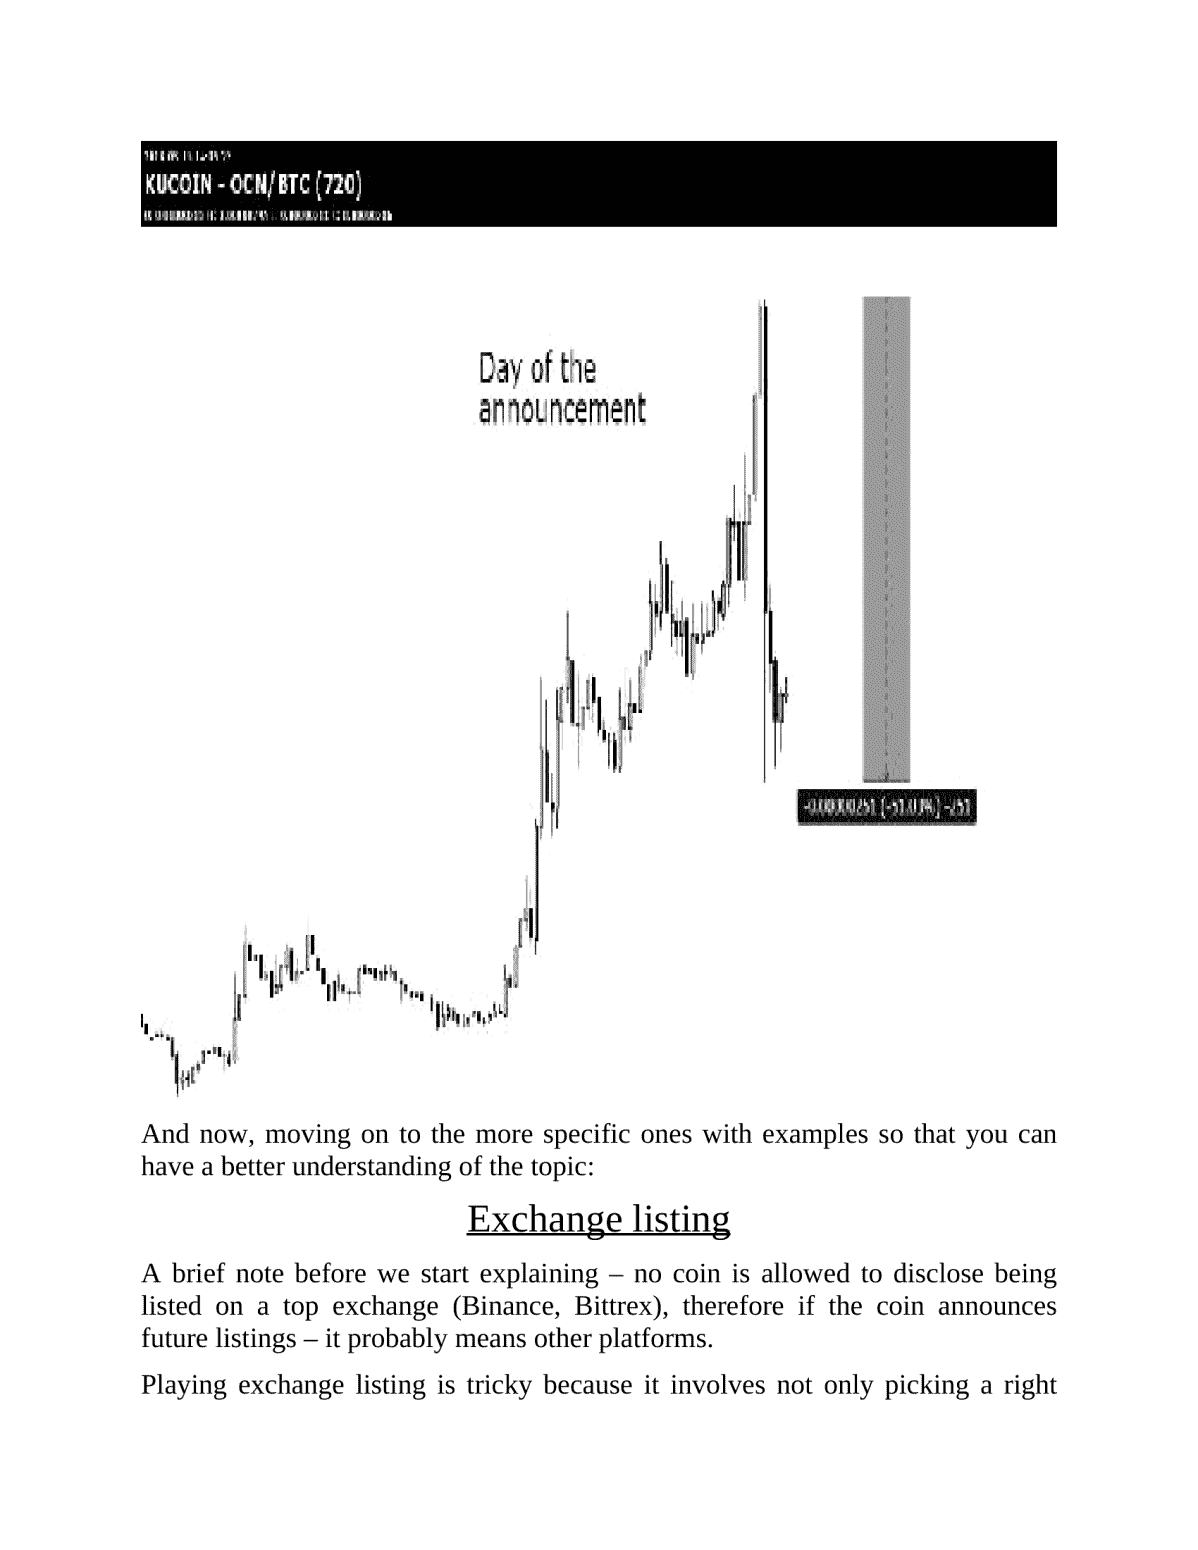 KUCOIN - OCN/BTC (720)
Day of the
announcement
And now, moving on to the more specific ones with examples so that you can
have a better understanding of the topic:
Exchange listing
A brief note before we start explaining – no coin is allowed to disclose being
listed on a top exchange (Binance, Bittrex), therefore if the coin announces
future listings – it probably means other platforms.
Playing exchange listing is tricky because it involves not only picking a right